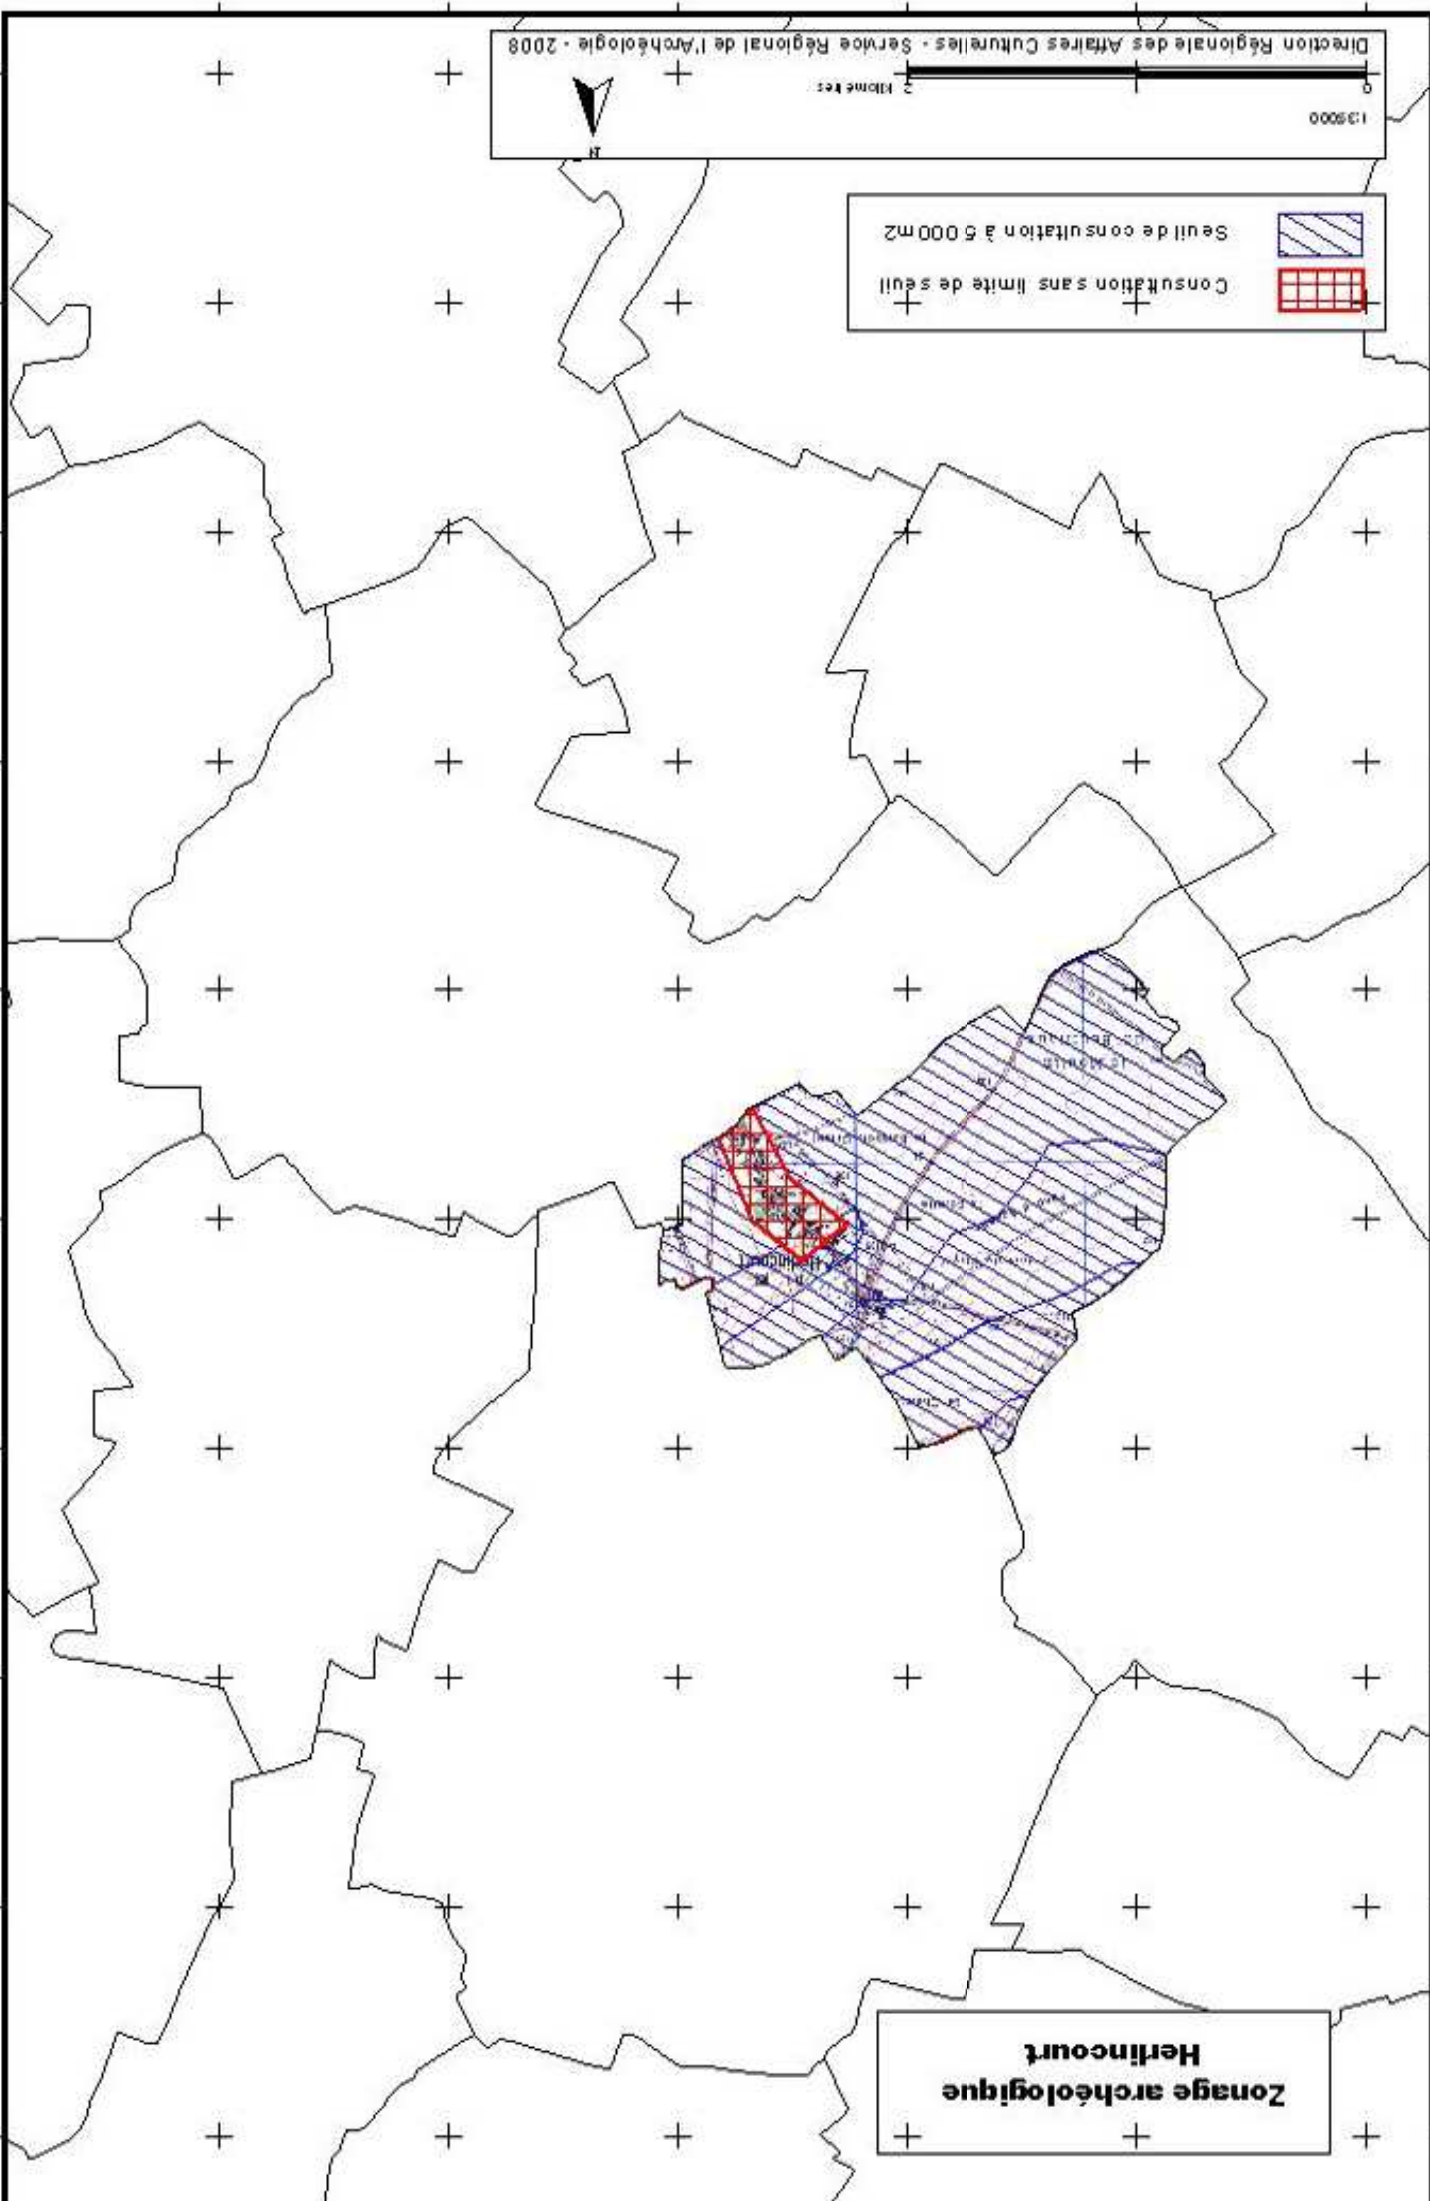 Zonage archéologique
Herlincourt
Herlincourt
Consultation sans limite de seuil
Seuil de consultation à 5 000 m2
1:35000
N
0
2 Kilomètres
Direction Régionale des Affaires Culturelles - Service Régional de l'Archéologie - 2008